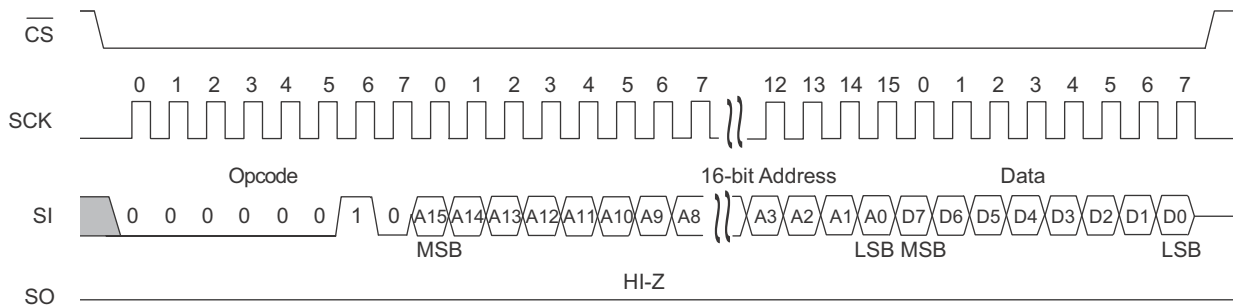 CS
0 1 2 3 4 5 6 7 0 1 2 3 4 5 6 7 12 13 14 15 0 1 2 3 4 5 6 7
SCK
Opcode 16-bit Address Data
SI 0 0 0 0 0 0 1 0 A15 A14 A13 A12 A11 A10 A9 A8 A3 A2 A1 A0 D7 D6 D5 D4 D3 D2 D1 D0
MSB LSB MSB LSB
HI-Z
SO